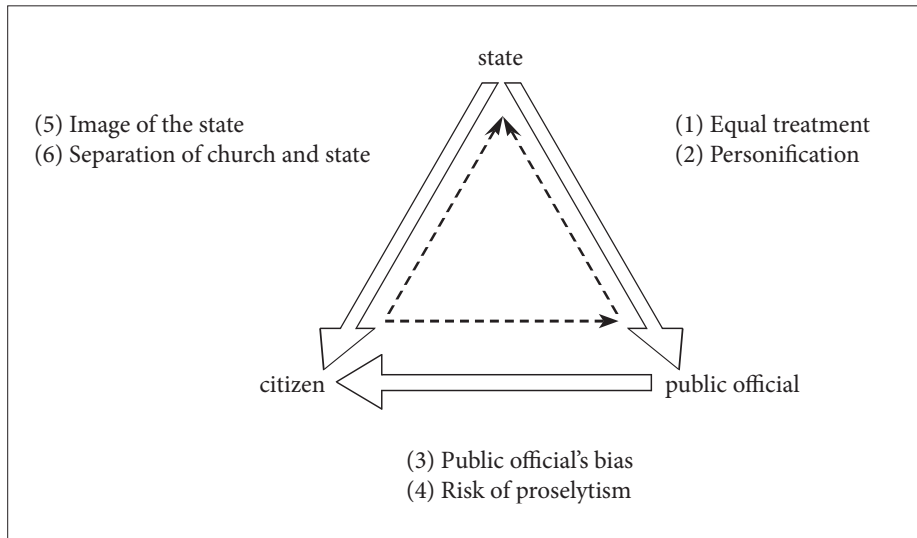 state
(5) Image of the state
(6) Separation of church and state
(1) Equal treatment
(2) Personification
citizen
public official
(3) Public official's bias
(4) Risk of proselytism